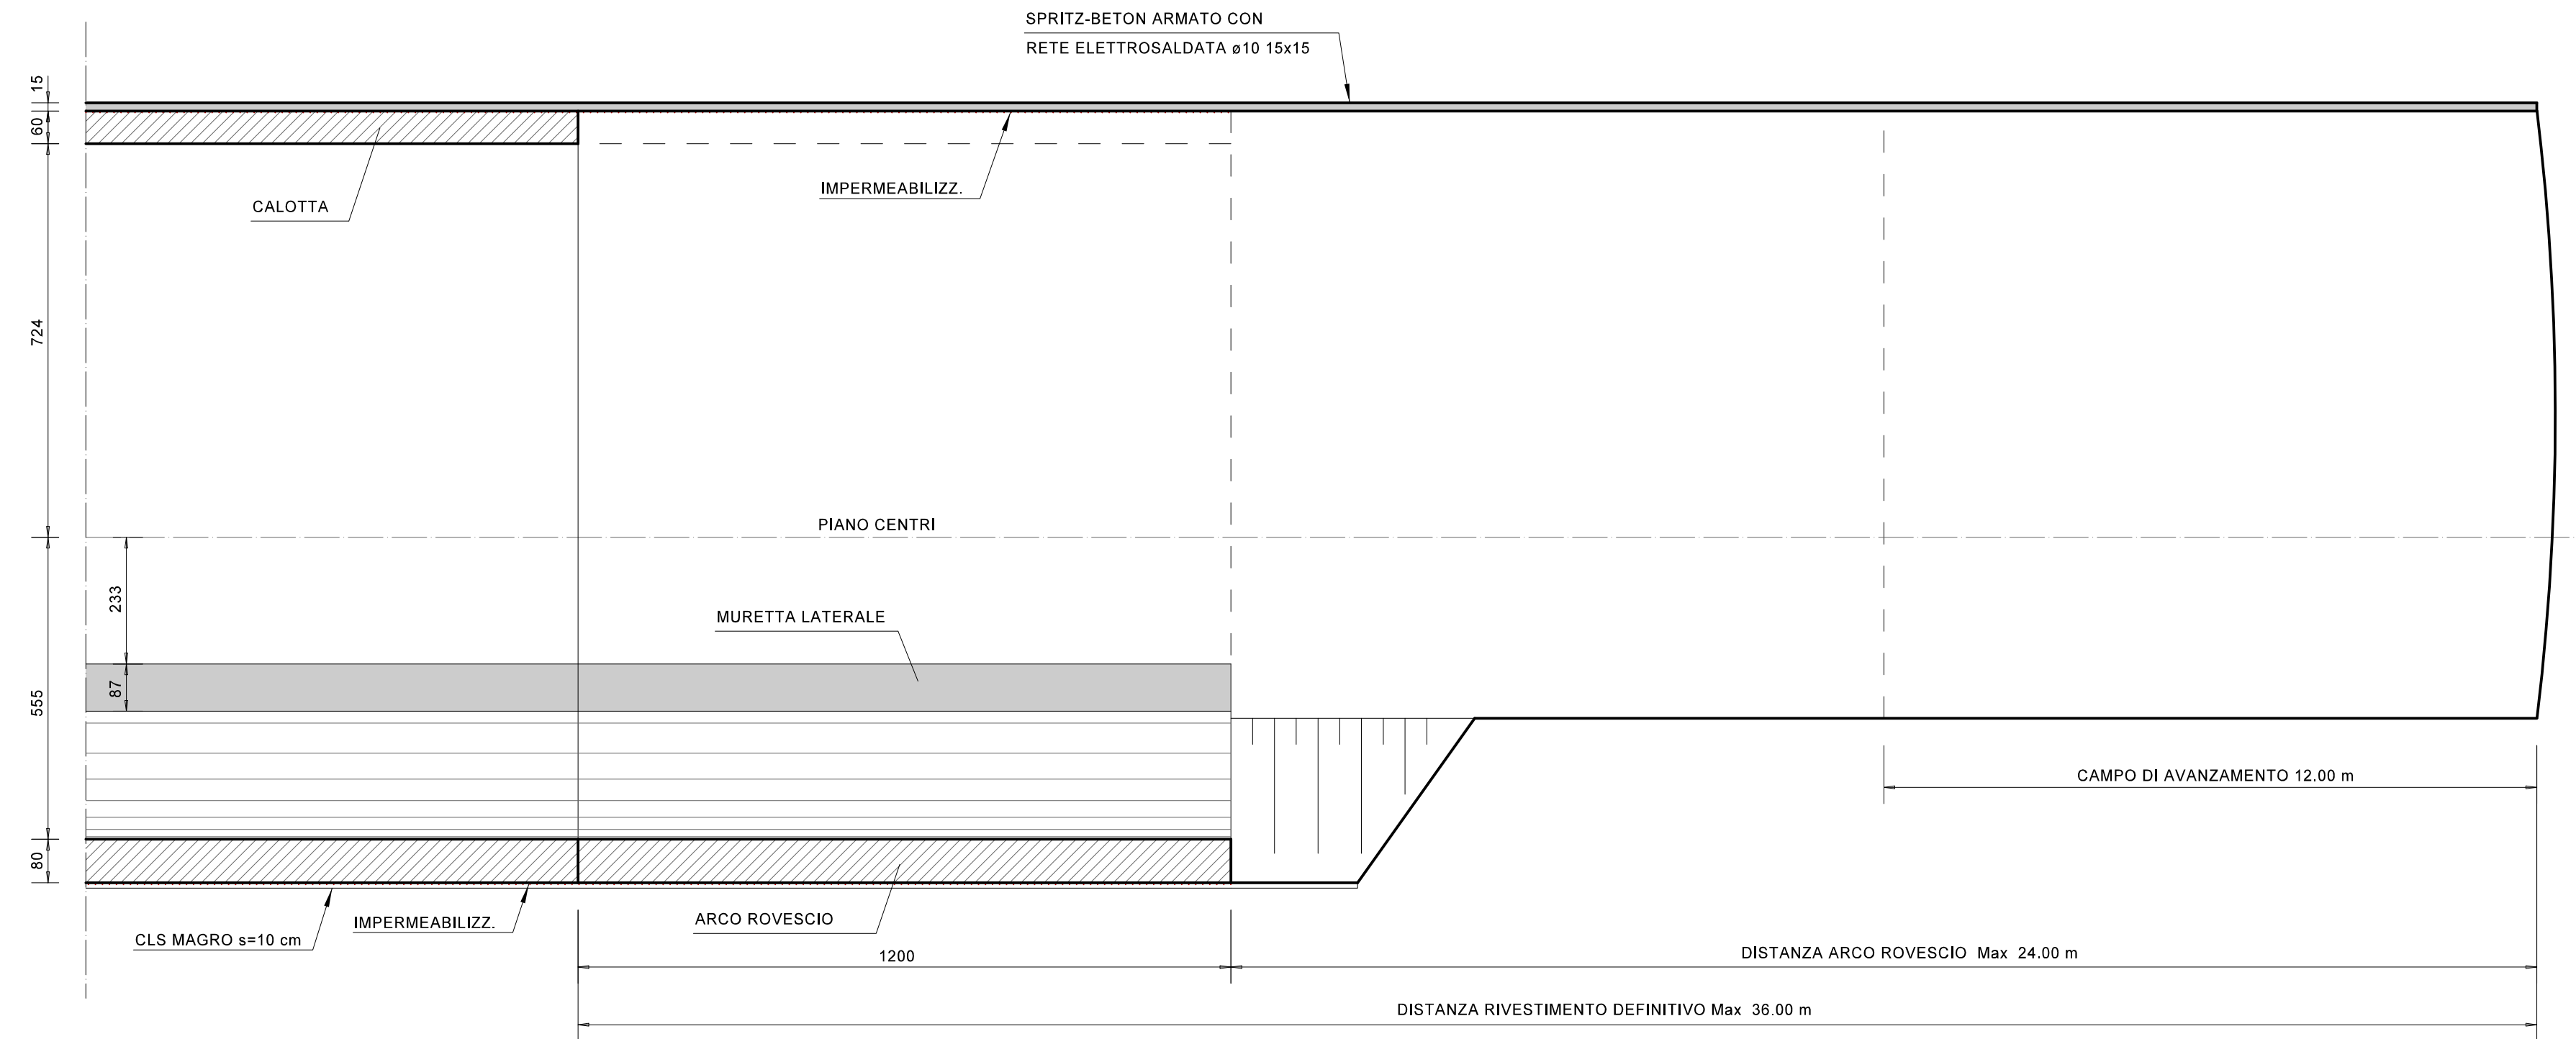 SPRITZ-BETON ARMATO CON
RETE ELETTROSALDATA ø10 15x15
15
60
IMPERMEABILIZZ.
CALOTTA
724
PIANO CENTRI
233
MURETTA LATERALE
87
555
CAMPO DI AVANZAMENTO 12.00 m
80
ARCO ROVESCIO
IMPERMEABILIZZ.
CLS MAGRO s=10 cm
1200
DISTANZA ARCO ROVESCIO Max 24.00 m
DISTANZA RIVESTIMENTO DEFINITIVO Max 36.00 m